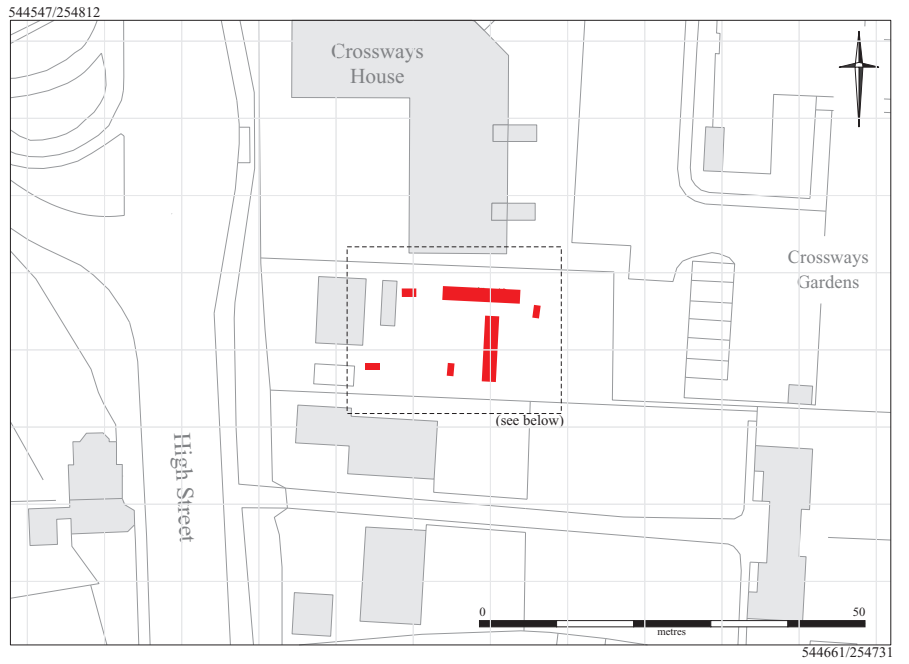 544547/254812
Crossways
House
Crossways
Gardens
(see below)
High Street
0
50
metres
544661/254731